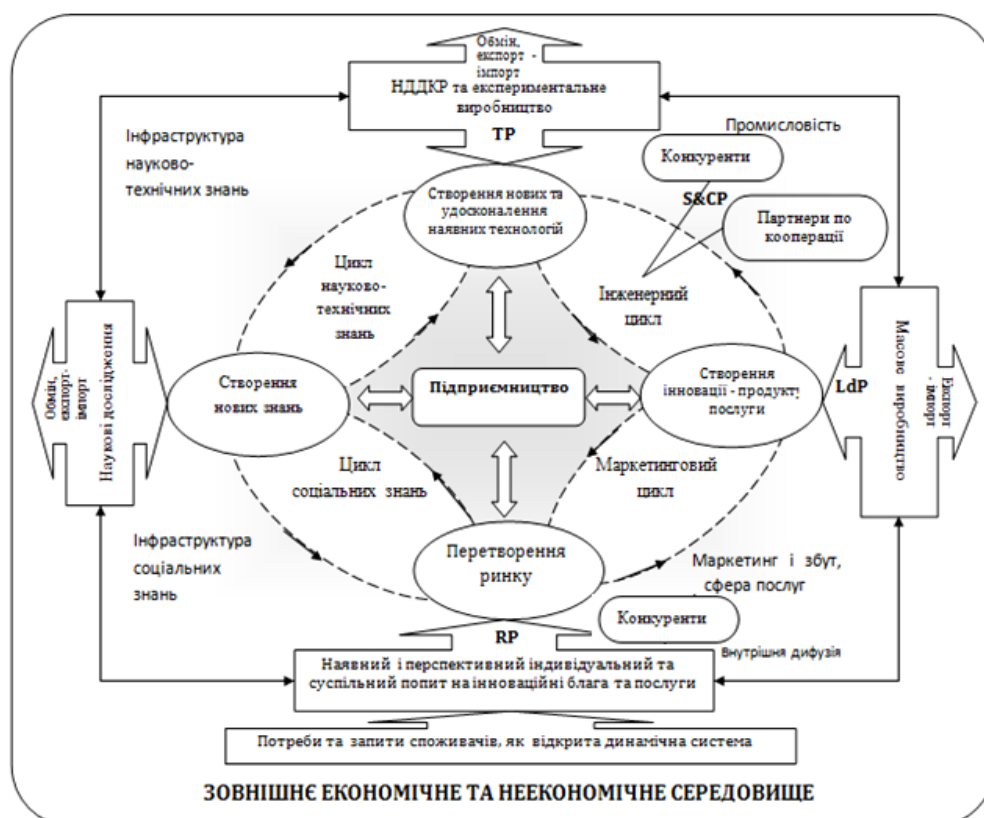 Обмін,
експорт -
імпорт
НДДКР та експериментальне
виробництво
TP
Інфраструктура
науково-
технічних знань
Промисловість
Конкуренти
S&CP
Партнери по
кооперації
Створення нових та
удосконалення
наявних технологій
Цикл
науково-
технічних
знань
Інженерний
цикл
Обмін,
експорт-
імпорт
Наукові дослідження
Створення
нових знань
Підприємництво
Створення
інновації - продукту
послуги
LdP
Масове виробництво
Експорт
- імпорт
Цикл
соціальних знань
Маркетинговий
цикл
Інфраструктура
соціальних
знань
Перетворення
ринку
Маркетинг і збут,
сфера послуг
Конкуренти
RP
Внутрішня дифузія
Наявний і перспективний індивідуальний та
суспільний попит на інноваційні блага та послуги
Потреби та запити споживачів, як відкрита динамічна система
ЗОВНІШНЄ ЕКОНОМІЧНЕ ТА НЕЕКОНОМІЧНЕ СЕРЕДОВИЩЕ